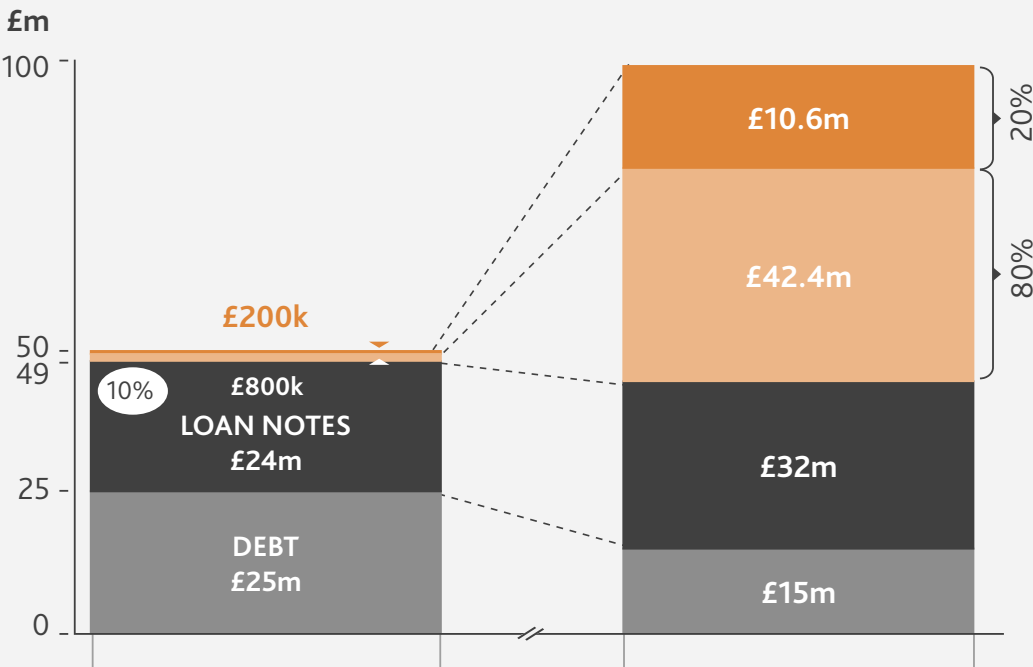 £m
100
50
49
25
0
£200k
10%
£800k
LOAN NOTES
£24m
DEBT
£25m
£10.6m
£42.4m
£32m
£15m
20%
80%